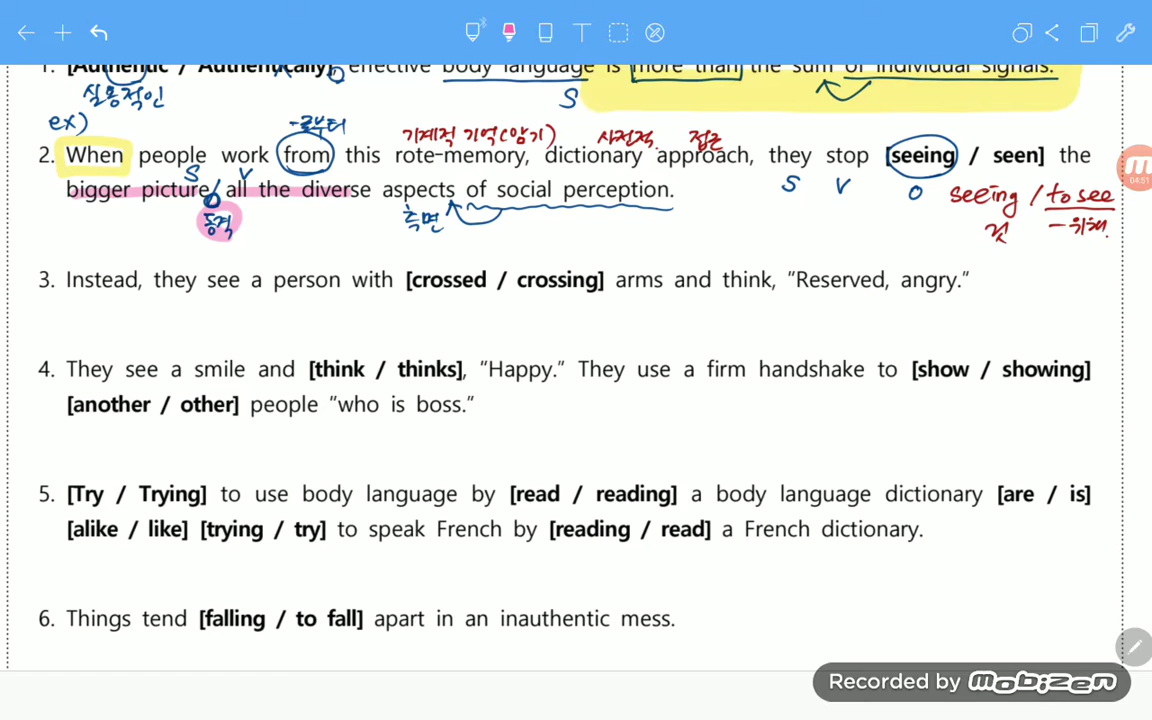 1. [Authentic / Authentically], effective body language is more than the sum of individual signals.
실용적인
S
ex)
-로부터
기계적 기억(암기) 사전적 접근
2. When people work from this rote-memory, dictionary approach, they stop [seeing / seen] the
S V S V O
bigger picture, all the diverse aspects of social perception.
seeing / to see
동격 측면 것 -위해
3. Instead, they see a person with [crossed / crossing] arms and think, “Reserved, angry.”
4. They see a smile and [think / thinks], “Happy.” They use a firm handshake to [show / showing]
[another / other] people “who is boss.”
5. [Try / Trying] to use body language by [read / reading] a body language dictionary [are / is]
[alike / like] [trying / try] to speak French by [reading / read] a French dictionary.
6. Things tend [falling / to fall] apart in an inauthentic mess.
04:51
Recorded by mobizen